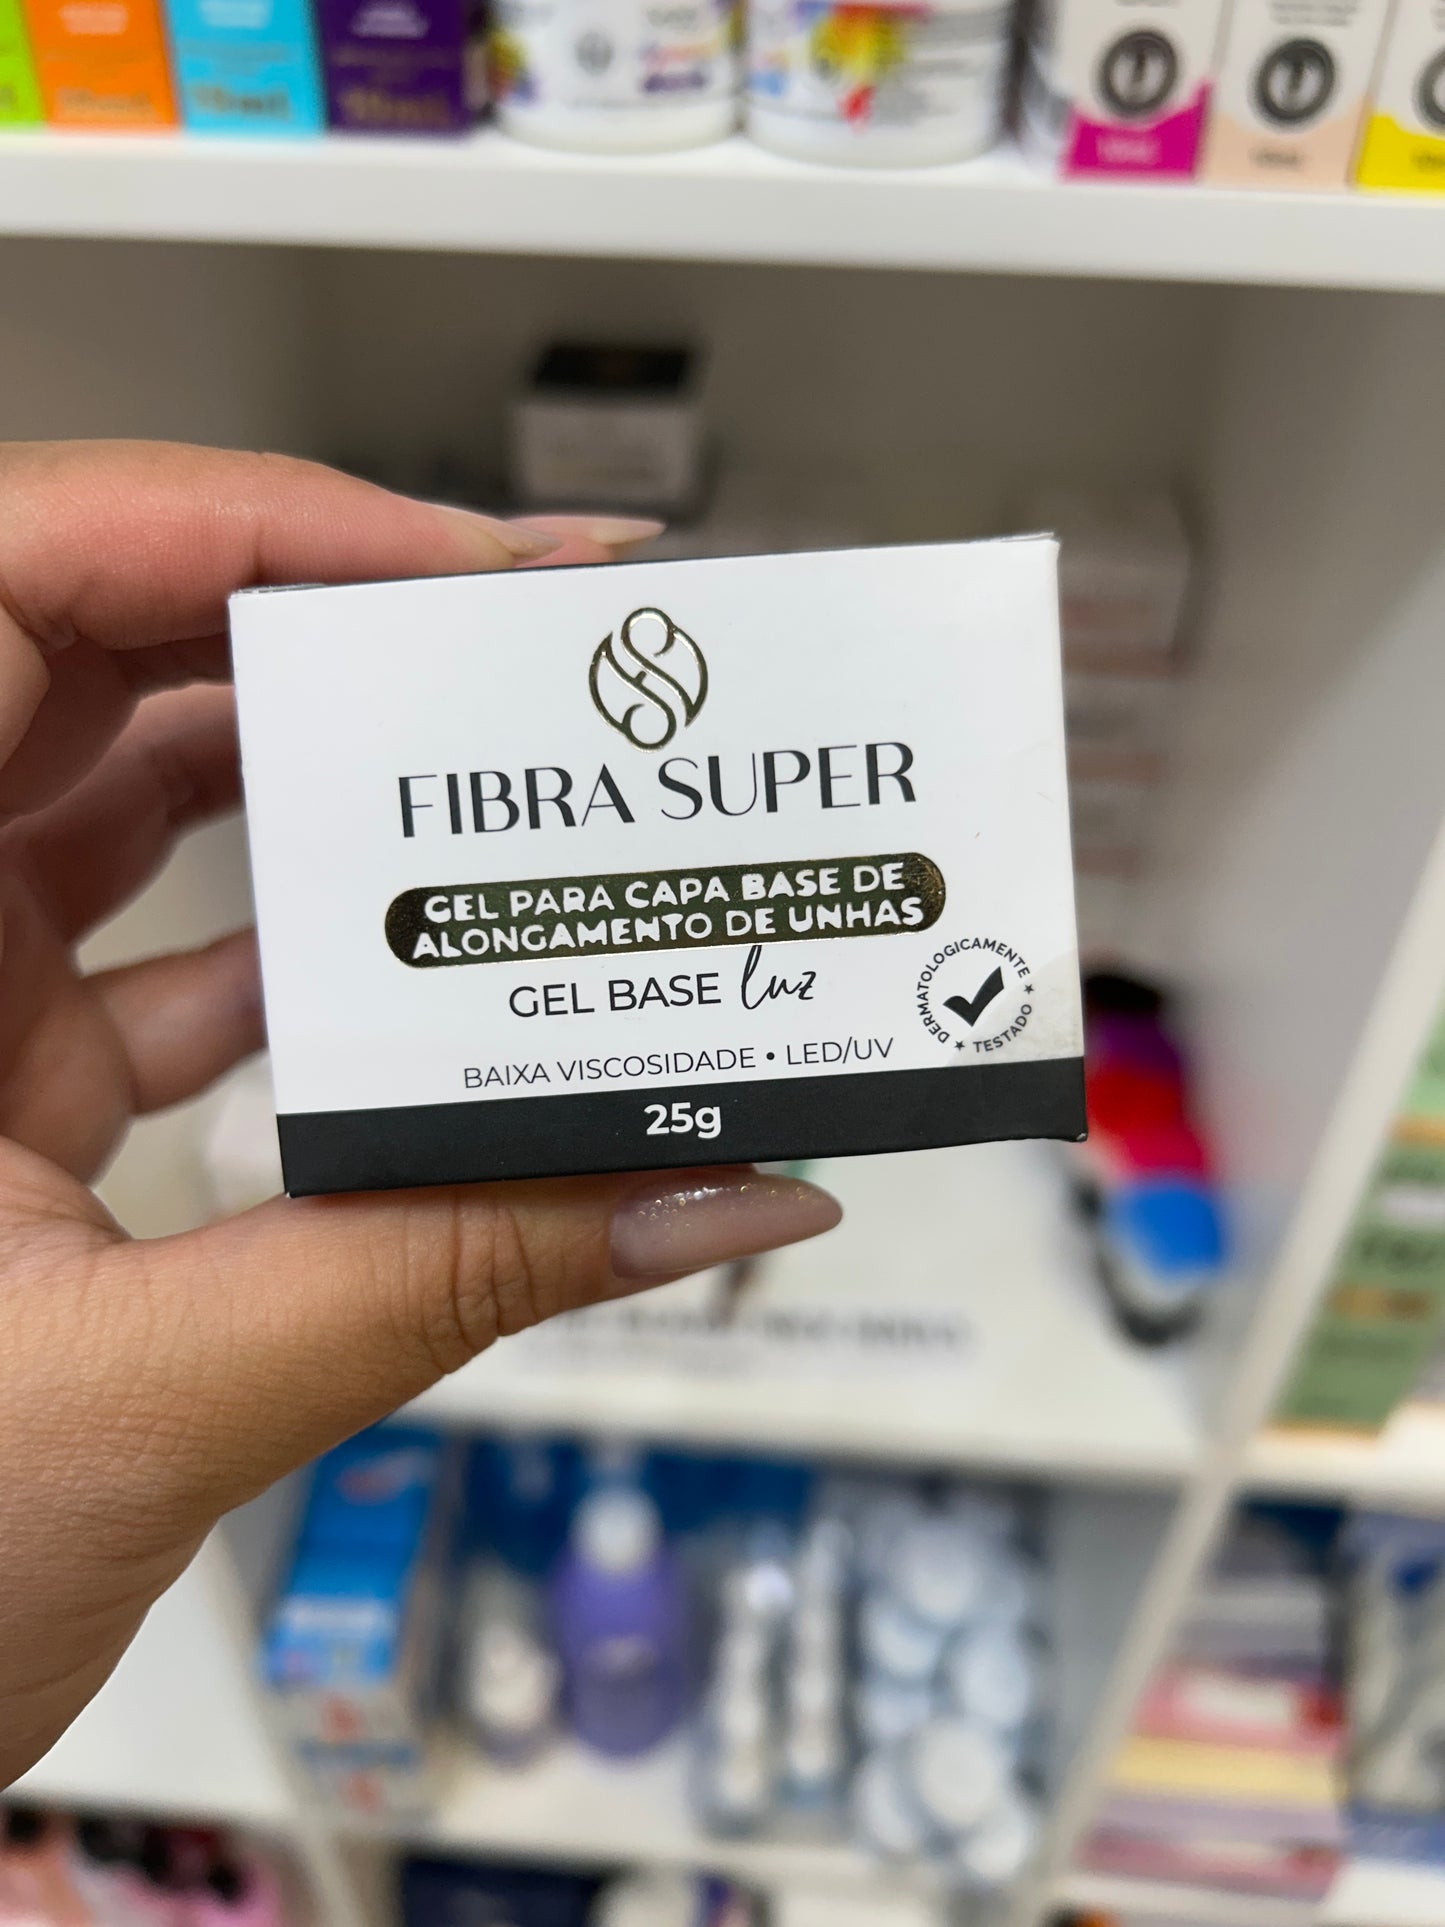 FIBRA SUPER
GEL PARA CAPA BASE DE
ALONGAMENTO DE UNHAS
GEL BASE luz
DERMATOLOGICAMENTE ★ TESTADO ★
BAIXA VISCOSIDADE • LED/UV
25g